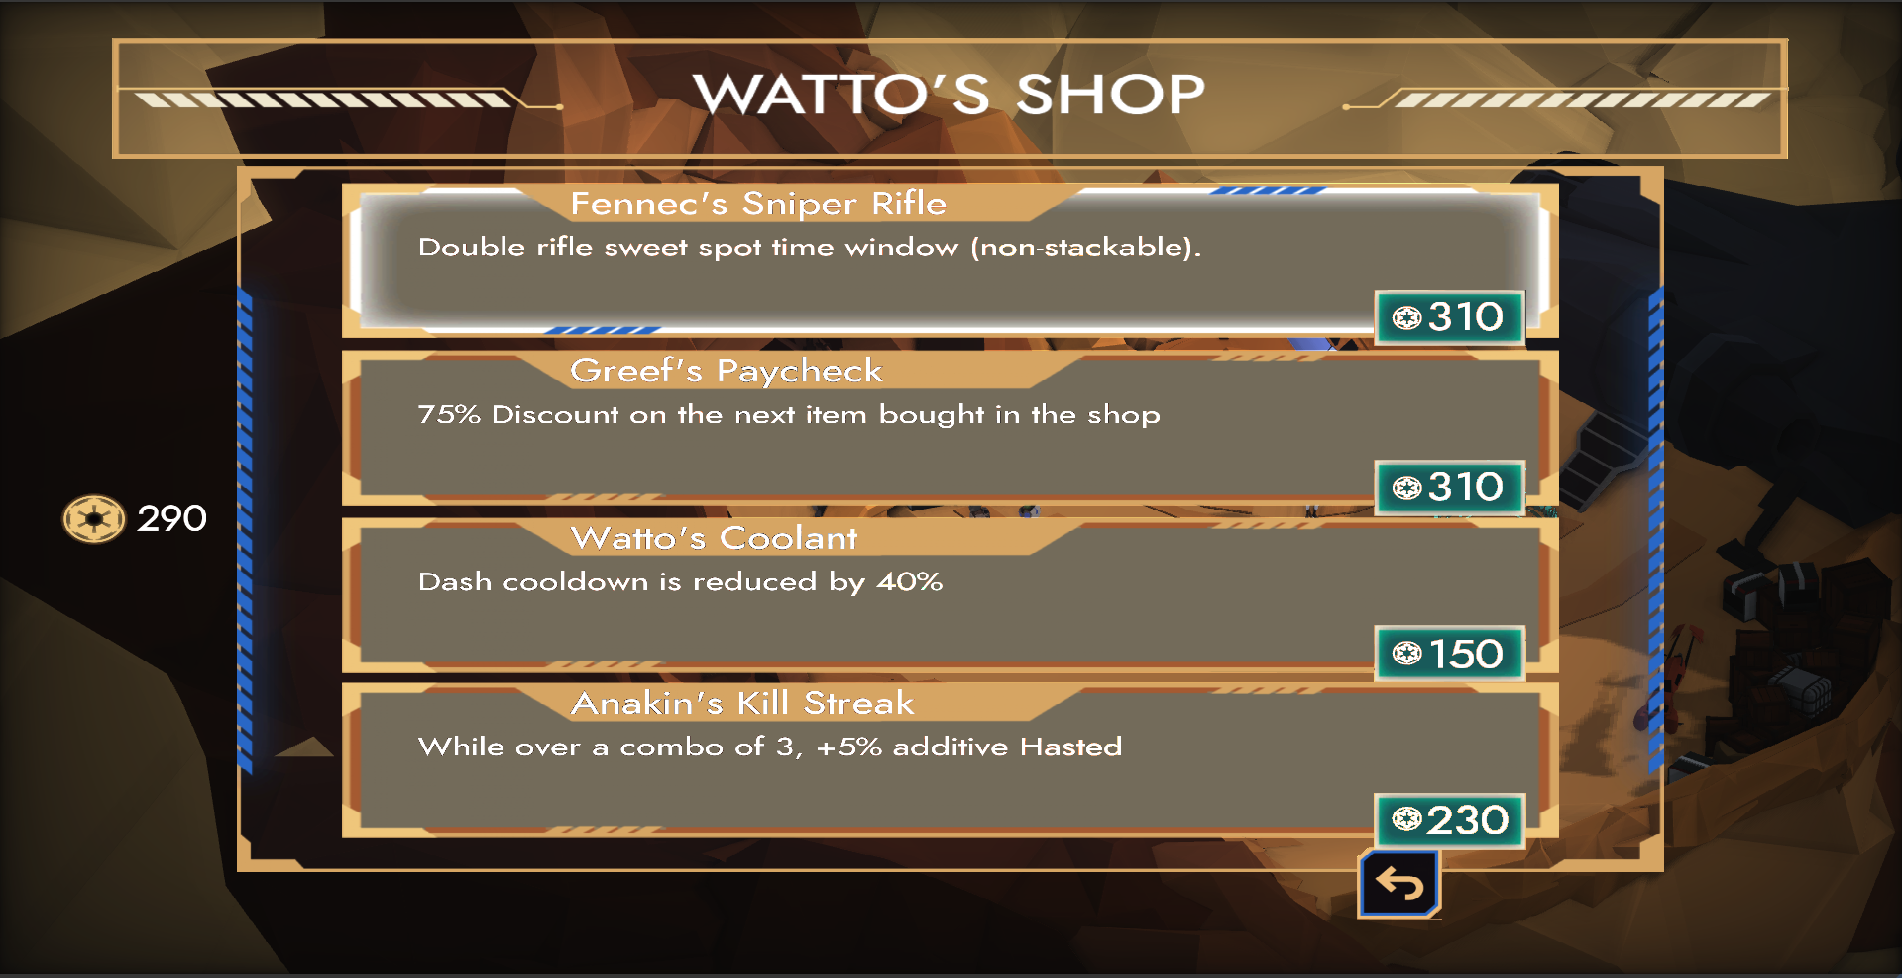 WATTO'S SHOP
Fennec's Sniper Rifle
Double rifle sweet spot time window (non-stackable).
310
Greef's Paycheck
75% Discount on the next item bought in the shop
310
290
Watto's Coolant
Dash cooldown is reduced by 40%
150
Anakin's Kill Streak
While over a combo of 3, +5% additive Hasted
230